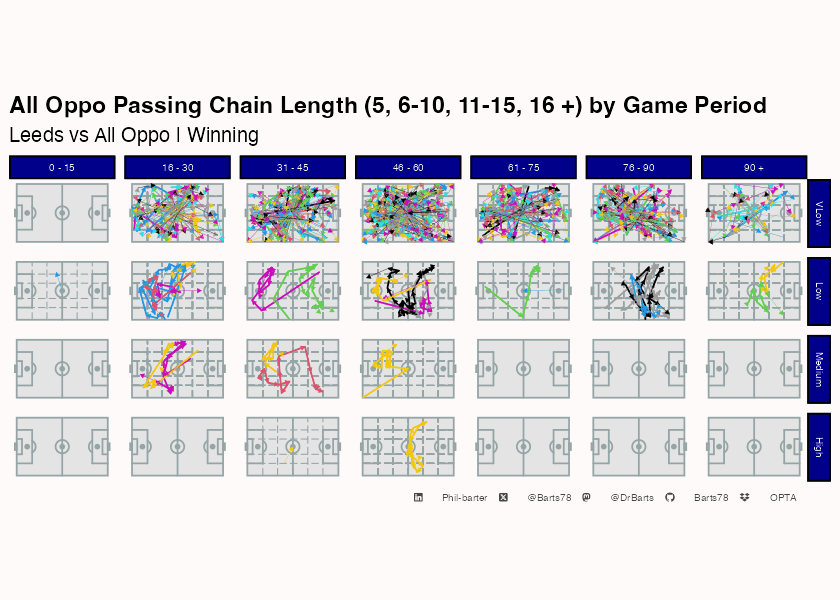 All Oppo Passing Chain Length (5, 6-10, 11-15, 16 +) by Game Period
Leeds vs All Oppo | Winning
0 - 15 16 - 30 31 - 45 46 - 60 61 - 75 76 - 90 90 +
VLow
Low
Medium
High
Phil-barter @Barts78 @DrBarts Barts78 OPTA